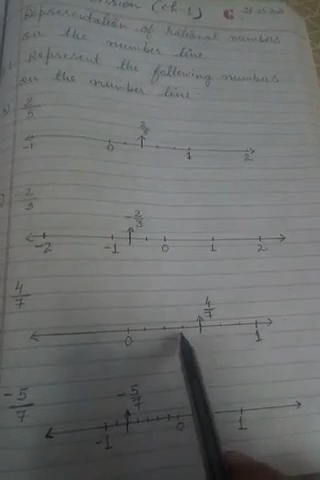 (Ch-1)
Representation of Rational numbers
on the number line
Represent the following numbers
on the number line
2/5
2/5
-1 0 1 2
-2/3
-2/3
-2 -1 0 1 2
4/7
4/7
0 1
-5/7
-5/7
-1 0 1